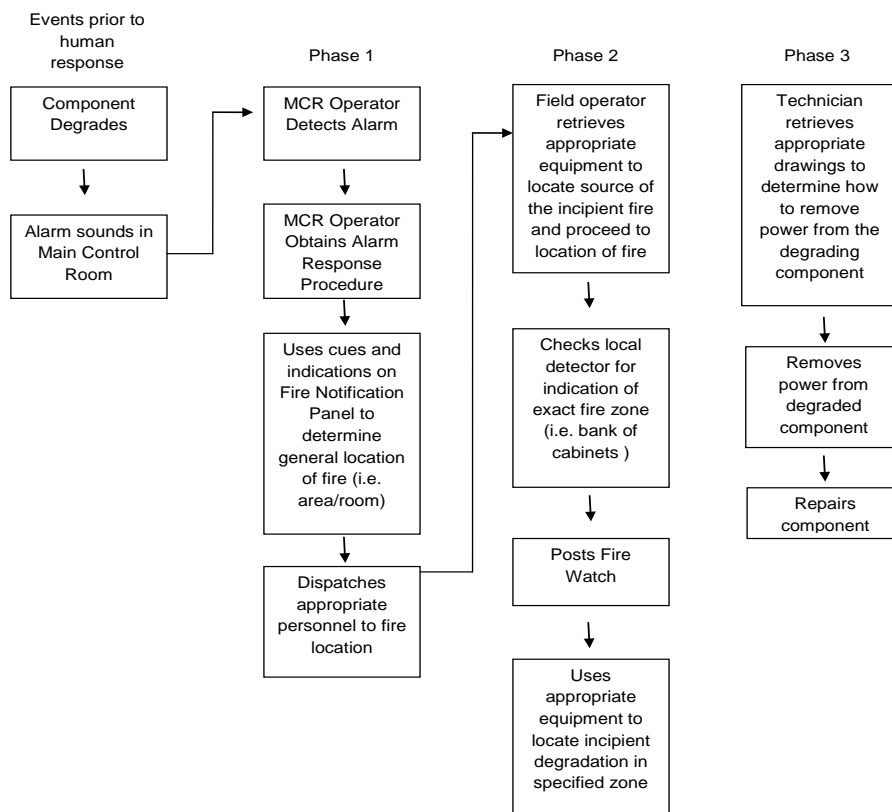 Events prior to
human
response
Component
Degrades
Alarm sounds in
Main Control
Room
Phase 1
MCR Operator
Detects Alarm
MCR Operator
Obtains Alarm
Response
Procedure
Uses cues and
indications on
Fire Notification
Panel to
determine
general location
of fire (i.e.
area/room)
Dispatches
appropriate
personnel to fire
location
Phase 2
Field operator
retrieves
appropriate
equipment to
locate source of
the incipient fire
and proceed to
location of fire
Checks local
detector for
indication of
exact fire zone
(i.e. bank of
cabinets )
Posts Fire
Watch
Uses
appropriate
equipment to
locate incipient
degradation in
specified zone
Phase 3
Technician
retrieves
appropriate
drawings to
determine how
to remove
power from the
degrading
component
Removes
power from
degraded
component
Repairs
component